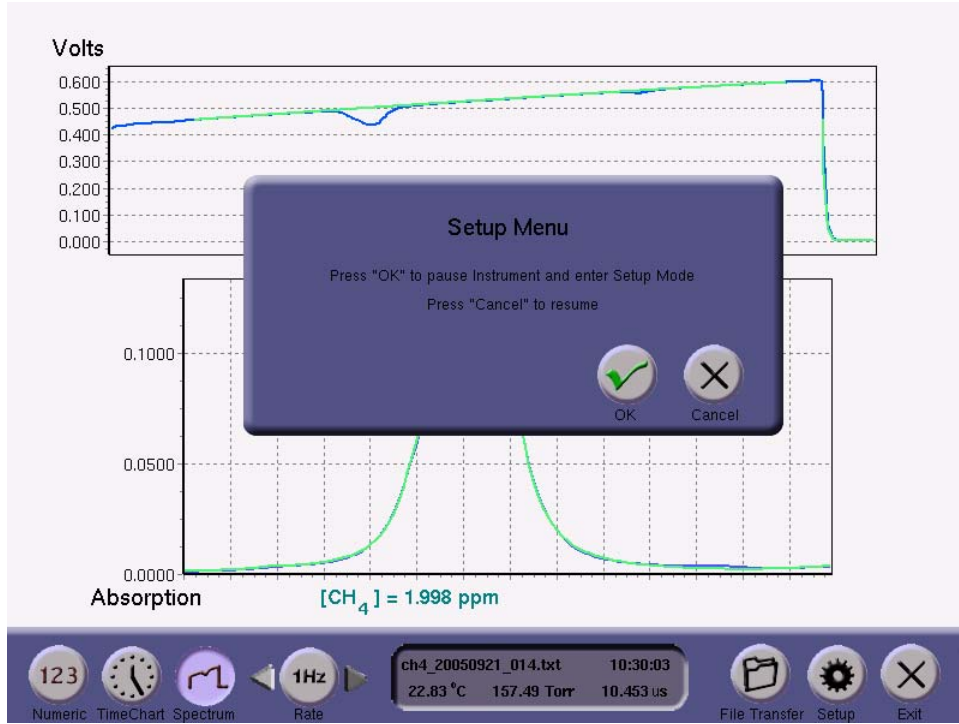 Volts
0.600
0.500
0.400
0.300
0.200
0.100
0.000
Setup Menu
Press "OK" to pause Instrument and enter Setup Mode
Press "Cancel" to resume
OK Cancel
0.1000
0.0500
0.0000
Absorption [CH4] = 1.998 ppm
123 1Hz ch4_20050921_014.txt 10:30:03
22.83 °C 157.49 Torr 10.453 us
Numeric TimeChart Spectrum Rate File Transfer Setup Exit